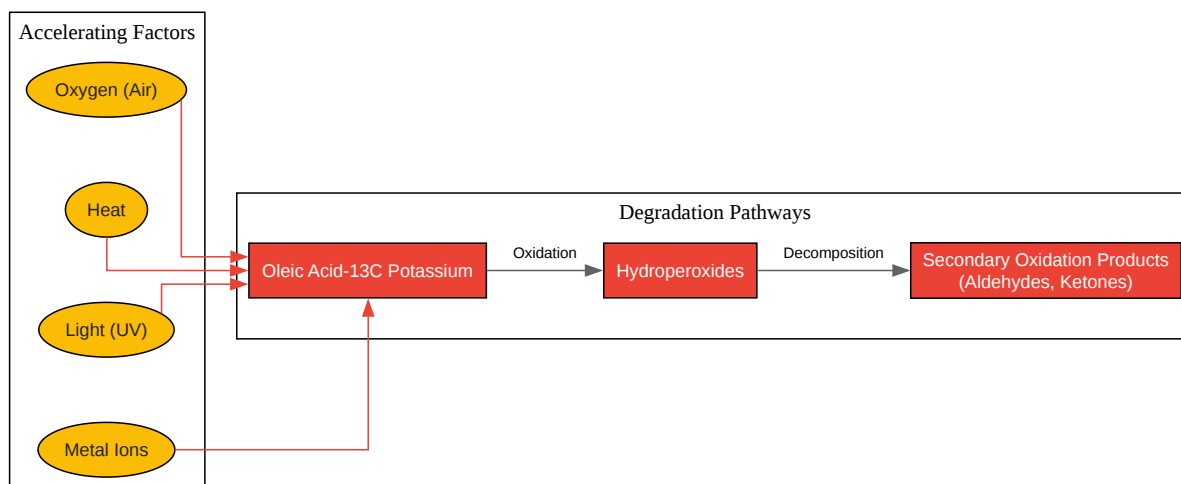 Accelerating Factors
Oxygen (Air)
Heat
Light (UV)
Metal Ions
Degradation Pathways
Oleic Acid-13C Potassium
Oxidation
Hydroperoxides
Decomposition
Secondary Oxidation Products
(Aldehydes, Ketones)